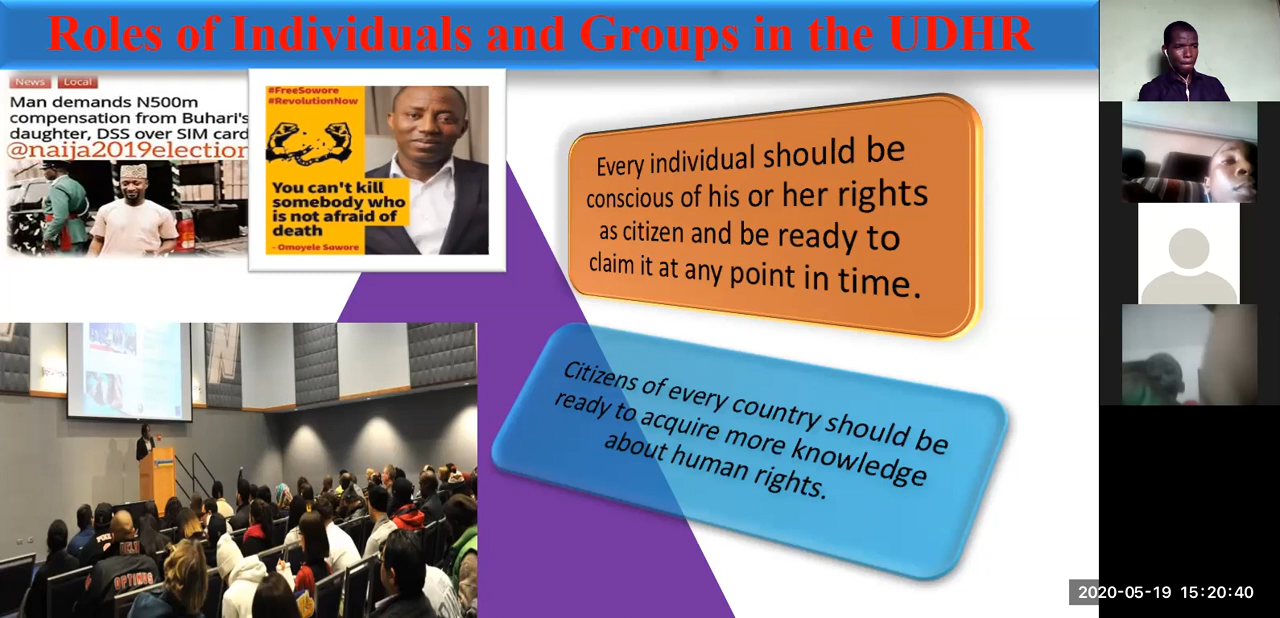 Roles of Individuals and Groups in the UDHR
News Local
Man demands N500m
compensation from Buhari's
daughter, DSS over SIM card
@naija2019election
#FreeSowore
#RevolutionNow
You can't kill
somebody who
is not afraid of
death
- Omoyele Sowore
Every individual should be
conscious of his or her rights
as citizen and be ready to
claim it at any point in time.
Citizens of every country should be
ready to acquire more knowledge
about human rights.
OPTIMUS
2020-05-19 15:20:40